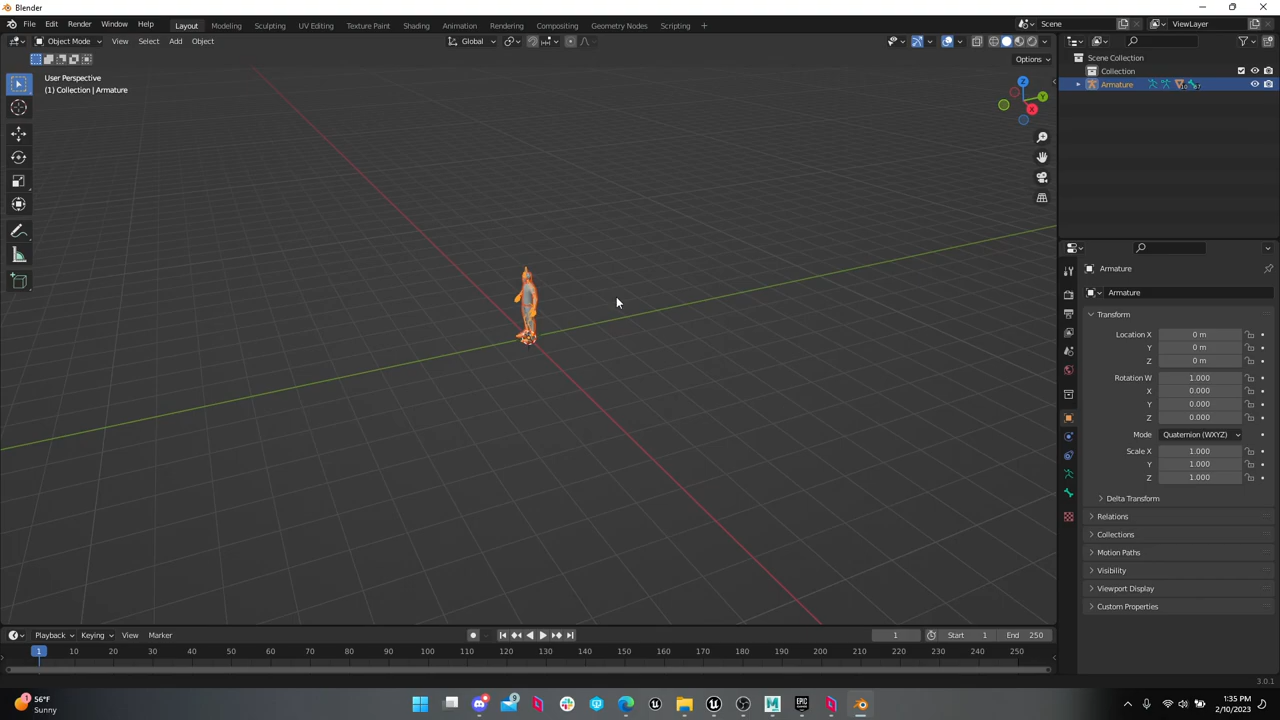 Blender
File Edit Render Window Help Layout Modeling Sculpting UV Editing Texture Paint Shading Animation Rendering Compositing Geometry Nodes Scripting + Scene ViewLayer
Object Mode View Select Add Object Global
Options
User Perspective
(1) Collection | Armature
Z
Y
X
Scene Collection
Collection
Armature 10 67
Armature
Armature
Transform
Location X 0 m
Y 0 m
Z 0 m
Rotation W 1.000
X 0.000
Y 0.000
Z 0.000
Mode Quaternion (WXYZ)
Scale X 1.000
Y 1.000
Z 1.000
Delta Transform
Relations
Collections
Motion Paths
Visibility
Viewport Display
Custom Properties
Playback Keying View Marker 1 Start 1 End 250
1 10 20 30 40 50 60 70 80 90 100 110 120 130 140 150 160 170 180 190 200 210 220 230 240 250
3.0.1
1 56°F
Sunny
9
EPIC
1:35 PM
2/10/2023